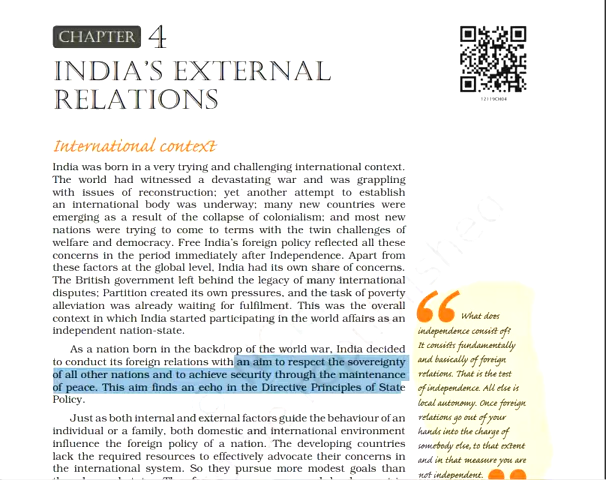 CHAPTER 4
INDIA'S EXTERNAL
RELATIONS
12119CH04
International context
India was born in a very trying and challenging international context.
The world had witnessed a devastating war and was grappling
with issues of reconstruction; yet another attempt to establish
an international body was underway; many new countries were
emerging as a result of the collapse of colonialism; and most new
nations were trying to come to terms with the twin challenges of
welfare and democracy. Free India's foreign policy reflected all these
concerns in the period immediately after Independence. Apart from
these factors at the global level, India had its own share of concerns.
The British government left behind the legacy of many international
disputes; Partition created its own pressures, and the task of poverty
alleviation was already waiting for fulfilment. This was the overall
context in which India started participating in the world affairs as an
independent nation-state.
As a nation born in the backdrop of the world war, India decided
to conduct its foreign relations with an aim to respect the sovereignty
of all other nations and to achieve security through the maintenance
of peace. This aim finds an echo in the Directive Principles of State
Policy.
Just as both internal and external factors guide the behaviour of an
individual or a family, both domestic and international environment
influence the foreign policy of a nation. The developing countries
lack the required resources to effectively advocate their concerns in
the international system. So they pursue more modest goals than
What does
independence consist of?
It consists fundamentally
and basically of foreign
relations. That is the test
of independence. All else is
local autonomy. Once foreign
relations go out of your
hands into the charge of
somebody else, to that extent
and in that measure you are
not independent.